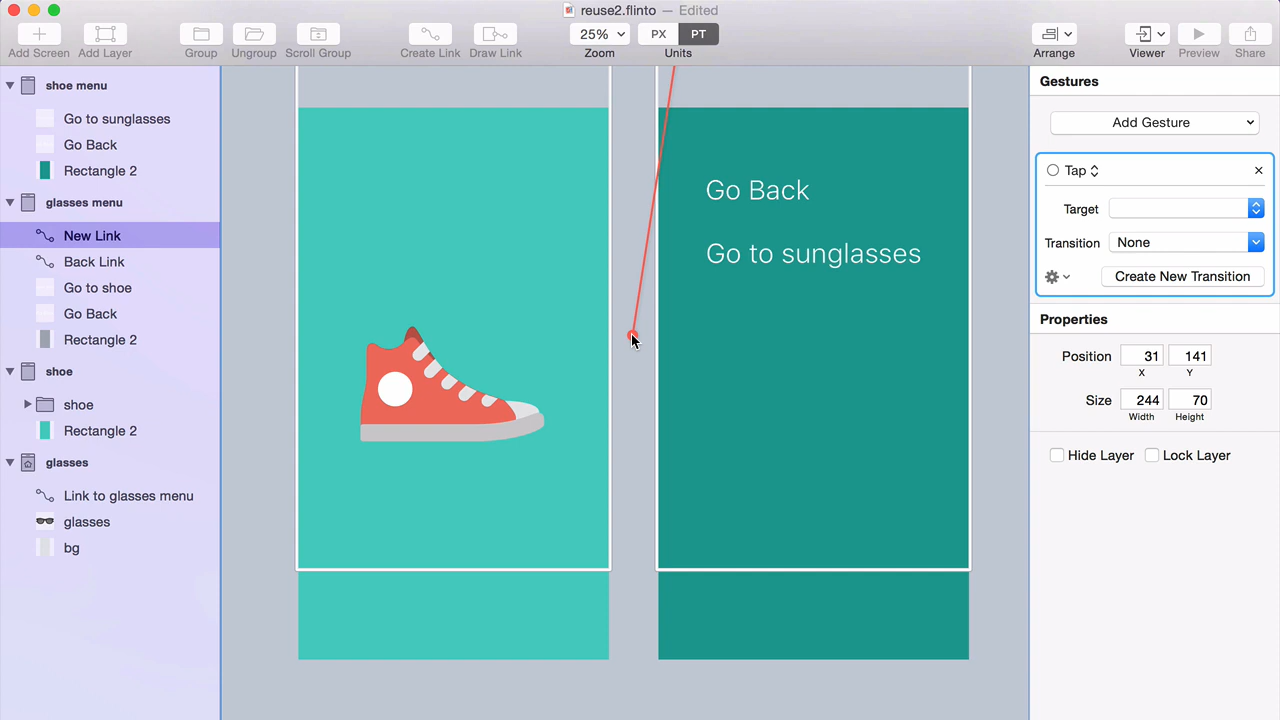 reuse2.flinto — Edited
Add Screen Add Layer Group Ungroup Scroll Group Create Link Draw Link 25% Zoom PX PT Units Arrange Viewer Preview Share
shoe menu
Go to sunglasses
Go Back
Rectangle 2
glasses menu
New Link
Back Link
Go to shoe
Go Back
Rectangle 2
shoe
shoe
Rectangle 2
glasses
Link to glasses menu
glasses
bg
Go Back
Go to sunglasses
Gestures
Add Gesture
Tap
Target
Transition None
Create New Transition
Properties
Position 31 141
X Y
Size 244 70
Width Height
Hide Layer Lock Layer